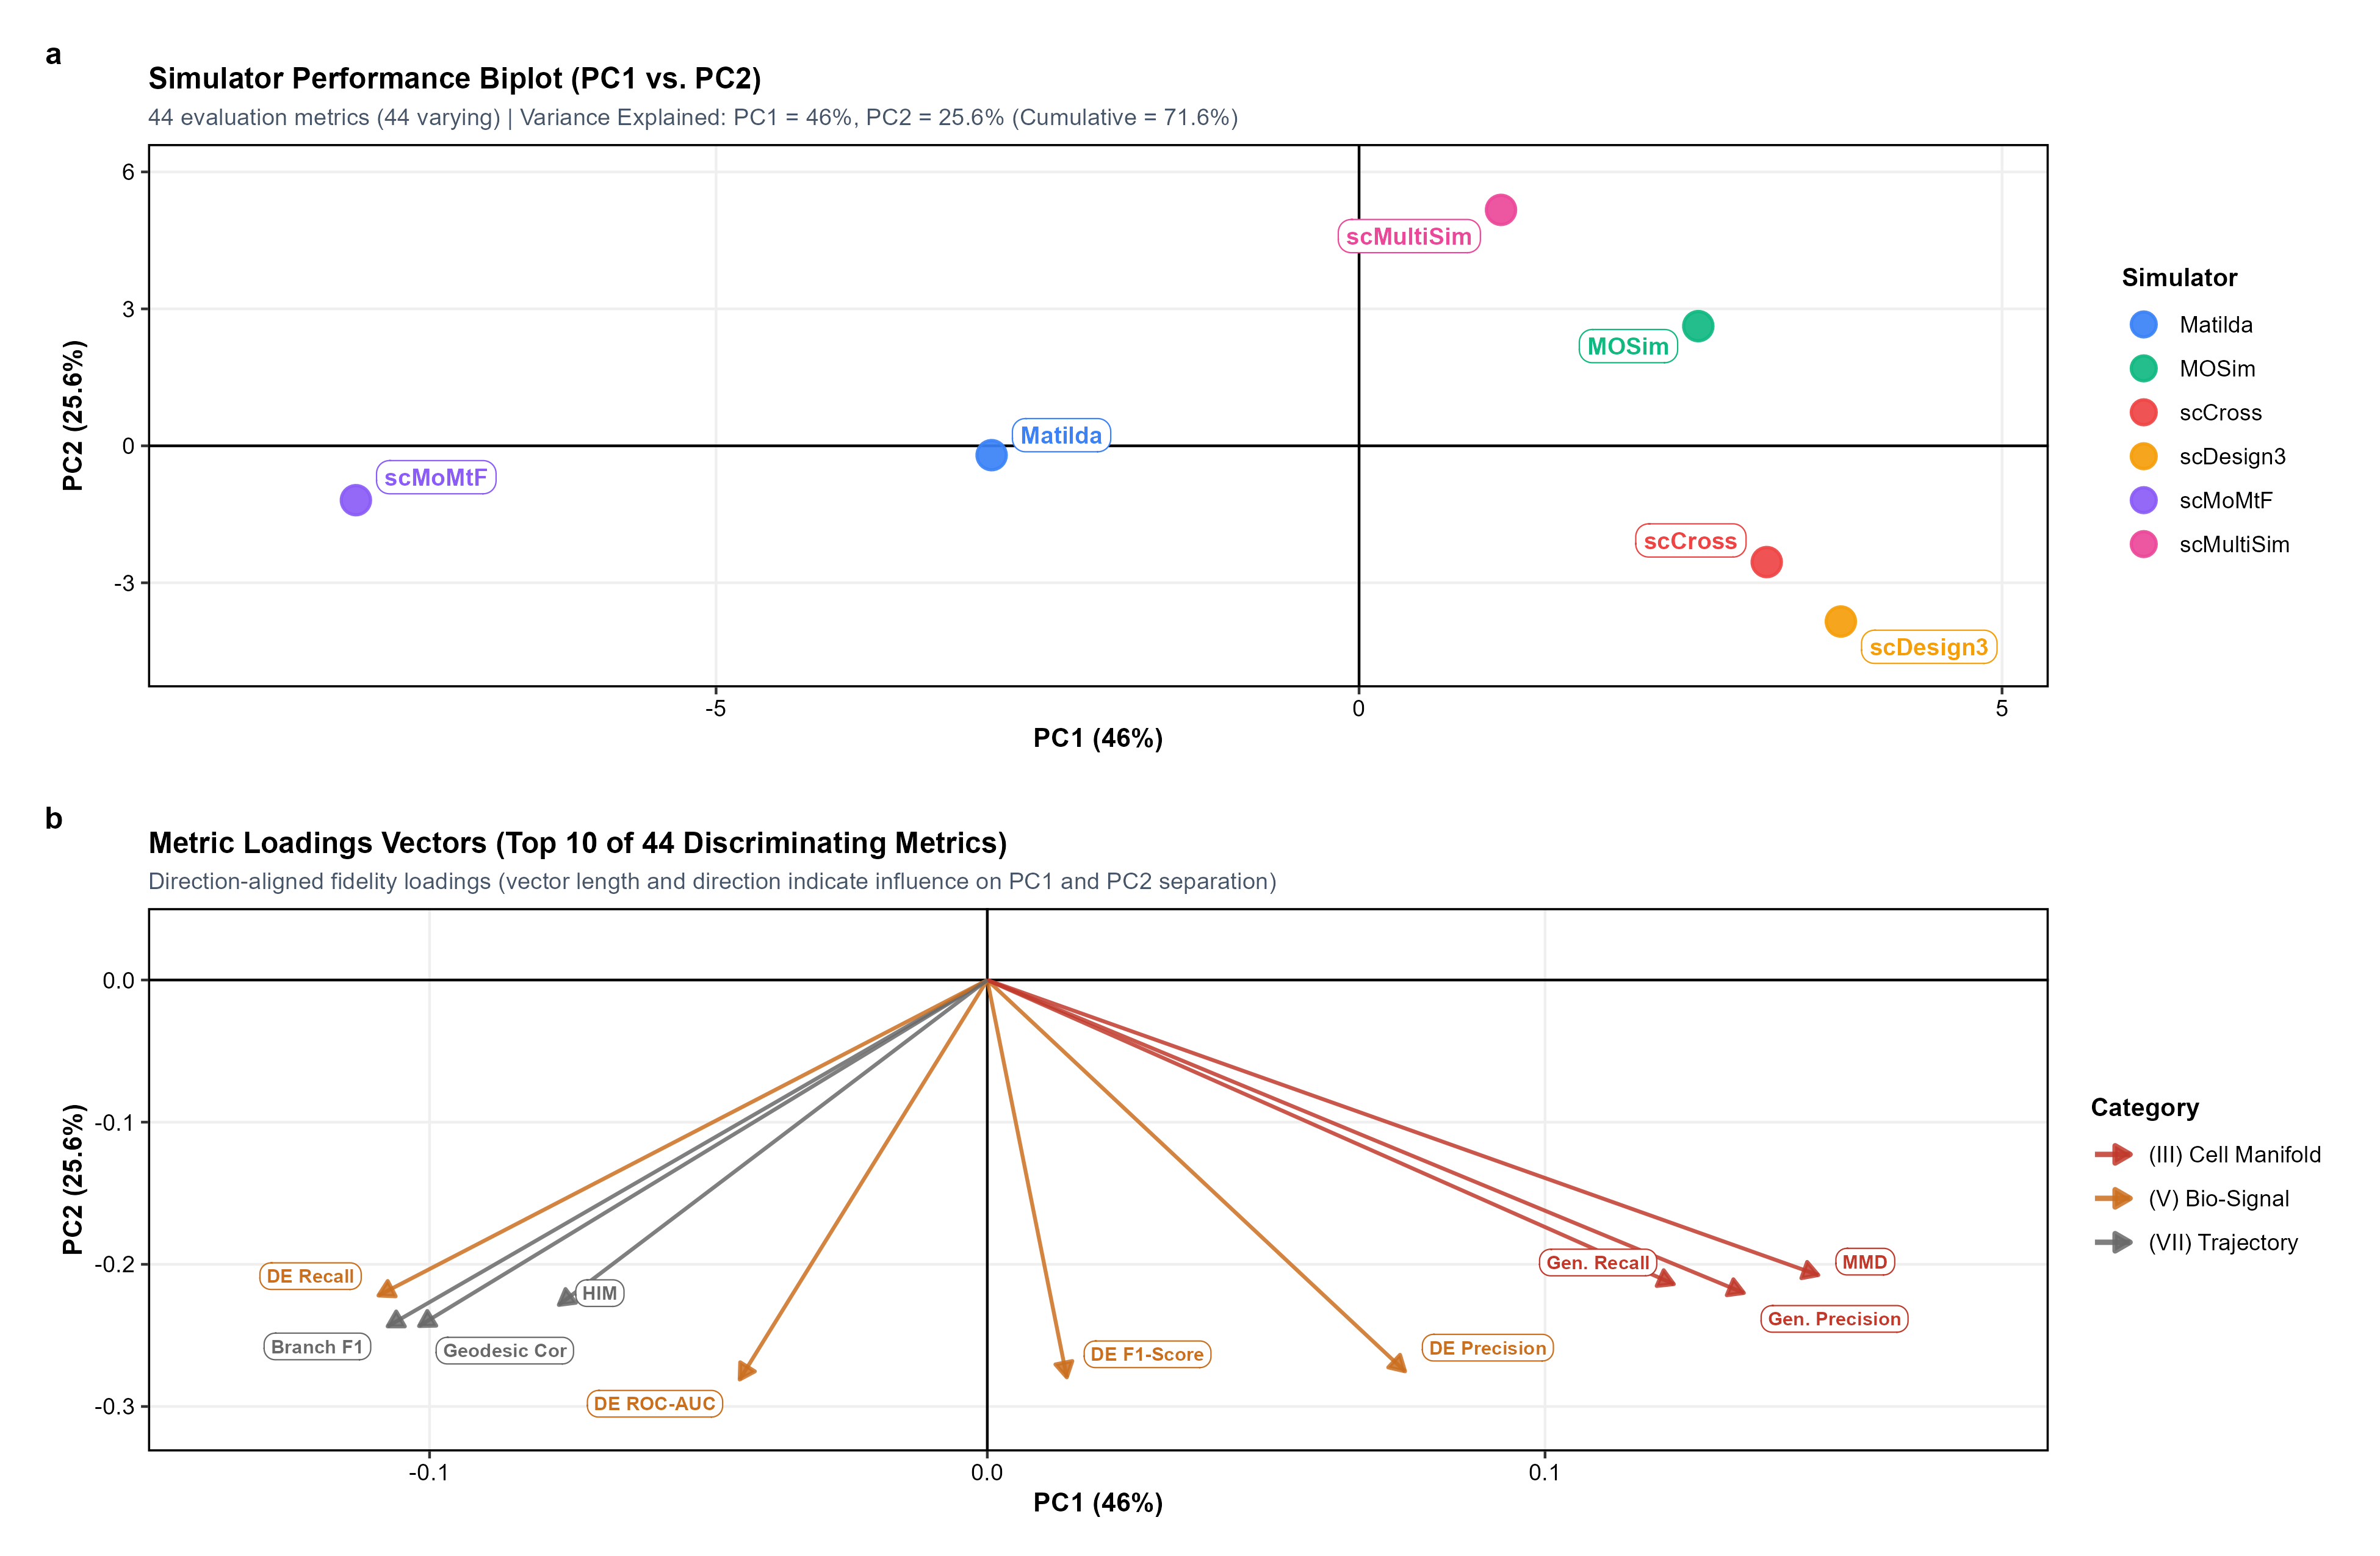 a
Simulator Performance Biplot (PC1 vs. PC2)
44 evaluation metrics (44 varying) | Variance Explained: PC1 = 46%, PC2 = 25.6% (Cumulative = 71.6%)
PC2 (25.6%)
6
3
0
-3
scMultiSim
MOSim
Matilda
scMoMtF
scCross
scDesign3
-5
0
5
PC1 (46%)
Simulator
Matilda
MOSim
scCross
scDesign3
scMoMtF
scMultiSim
b
Metric Loadings Vectors (Top 10 of 44 Discriminating Metrics)
Direction-aligned fidelity loadings (vector length and direction indicate influence on PC1 and PC2 separation)
PC2 (25.6%)
0.0
-0.1
-0.2
-0.3
DE Recall
HIM
Gen. Recall
MMD
Branch F1
Geodesic Cor
DE F1-Score
DE Precision
Gen. Precision
DE ROC-AUC
-0.1
0.0
0.1
PC1 (46%)
Category
(III) Cell Manifold
(V) Bio-Signal
(VII) Trajectory